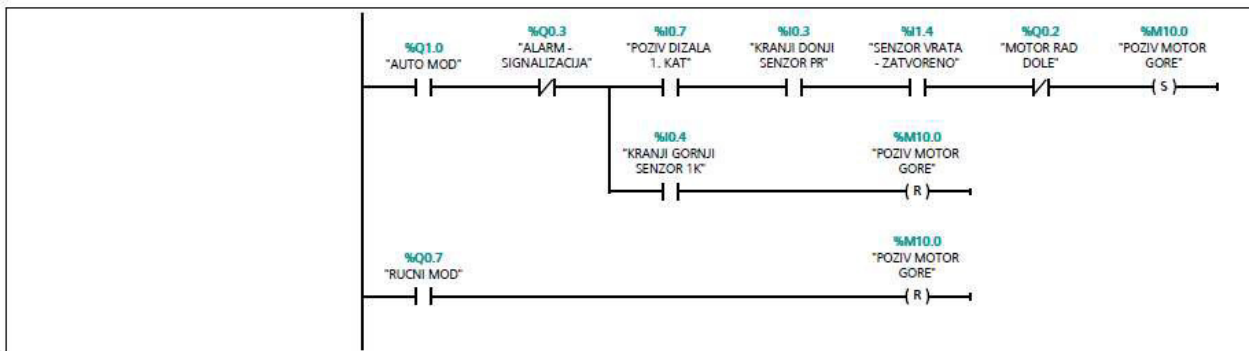 %Q1.0
"AUTO MOD"
%Q0.3
"ALARM -
SIGNALIZACIJA"
%I0.7
"POZIV DIZALA
1. KAT"
%I0.3
"KRANJI DONJI
SENZOR PR"
%I1.4
"SENZOR VRATA
- ZATVORENO"
%Q0.2
"MOTOR RAD
DOLE"
%M10.0
"POZIV MOTOR
GORE"
S
%I0.4
"KRANJI GORNJI
SENZOR 1K"
%M10.0
"POZIV MOTOR
GORE"
R
%Q0.7
"RUCNI MOD"
%M10.0
"POZIV MOTOR
GORE"
R